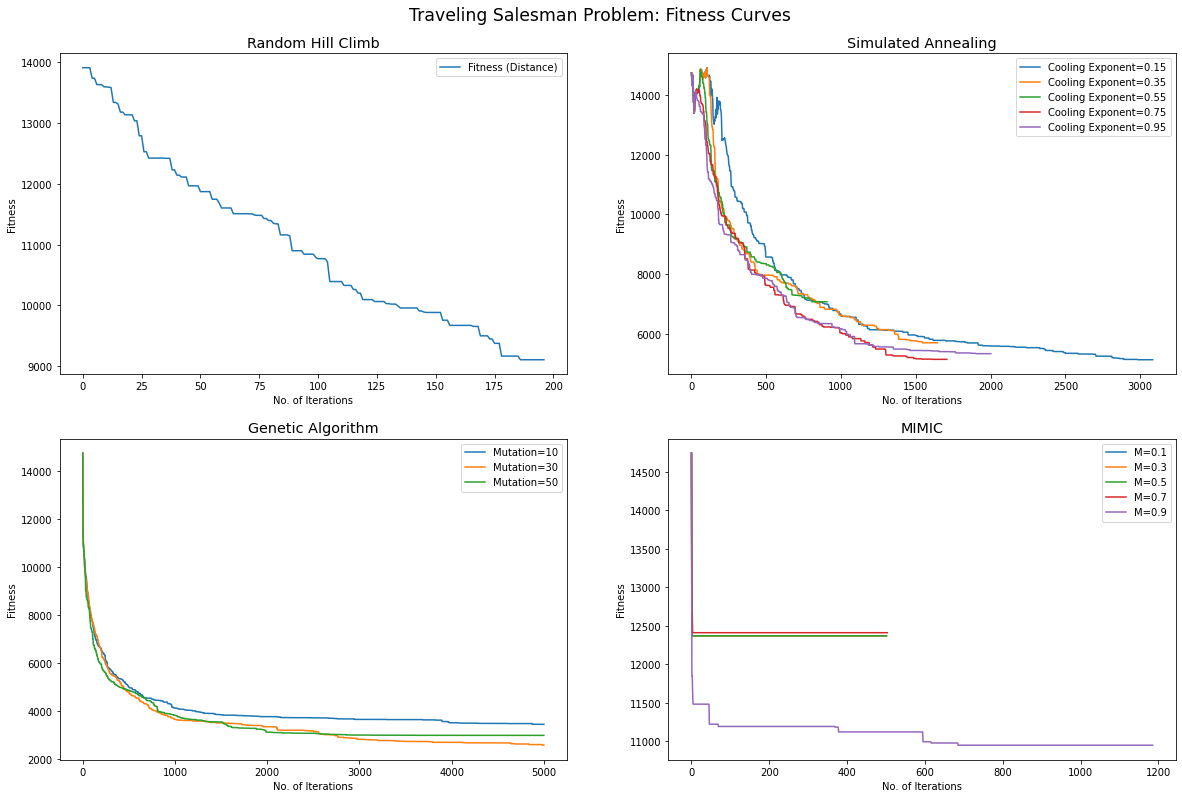 Traveling Salesman Problem: Fitness Curves
Random Hill Climb
Fitness (Distance)
14000
13000
12000
11000
10000
9000
Fitness
0 25 50 75 100 125 150 175 200
No. of Iterations
Simulated Annealing
Cooling Exponent=0.15
Cooling Exponent=0.35
Cooling Exponent=0.55
Cooling Exponent=0.75
Cooling Exponent=0.95
14000
12000
10000
8000
6000
Fitness
0 500 1000 1500 2000 2500 3000
No. of Iterations
Genetic Algorithm
Mutation=10
Mutation=30
Mutation=50
14000
12000
10000
8000
6000
4000
2000
Fitness
0 1000 2000 3000 4000 5000
No. of Iterations
MIMIC
M=0.1
M=0.3
M=0.5
M=0.7
M=0.9
14500
14000
13500
13000
12500
12000
11500
11000
Fitness
0 200 400 600 800 1000 1200
No. of Iterations